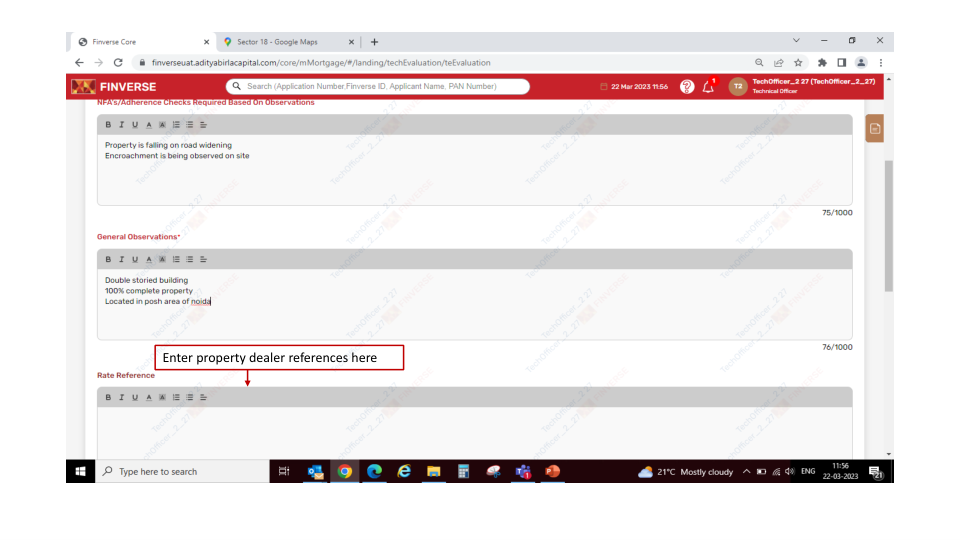 Finverse Core
Sector 18 - Google Maps
finverseuat.adityabirlacapital.com/core/mMortgage/#/landing/techEvaluation/teEvaluation
FINVERSE
Search (Application Number,Finverse ID, Applicant Name, PAN Number)
22 Mar 2023 11:56
T2
TechOfficer_2 27 (TechOfficer_2_27)
Technical Officer
NFA's/Adherence Checks Required Based On Observations
B I U A
Property is falling on road widening
Encroachment is being observed on site
75/1000
General Observations*
B I U A
Double storied building
100% complete property
Located in posh area of noida
76/1000
Enter property dealer references here
Rate Reference
B I U A
Type here to search
21°C Mostly cloudy
ENG
11:56
22-03-2023